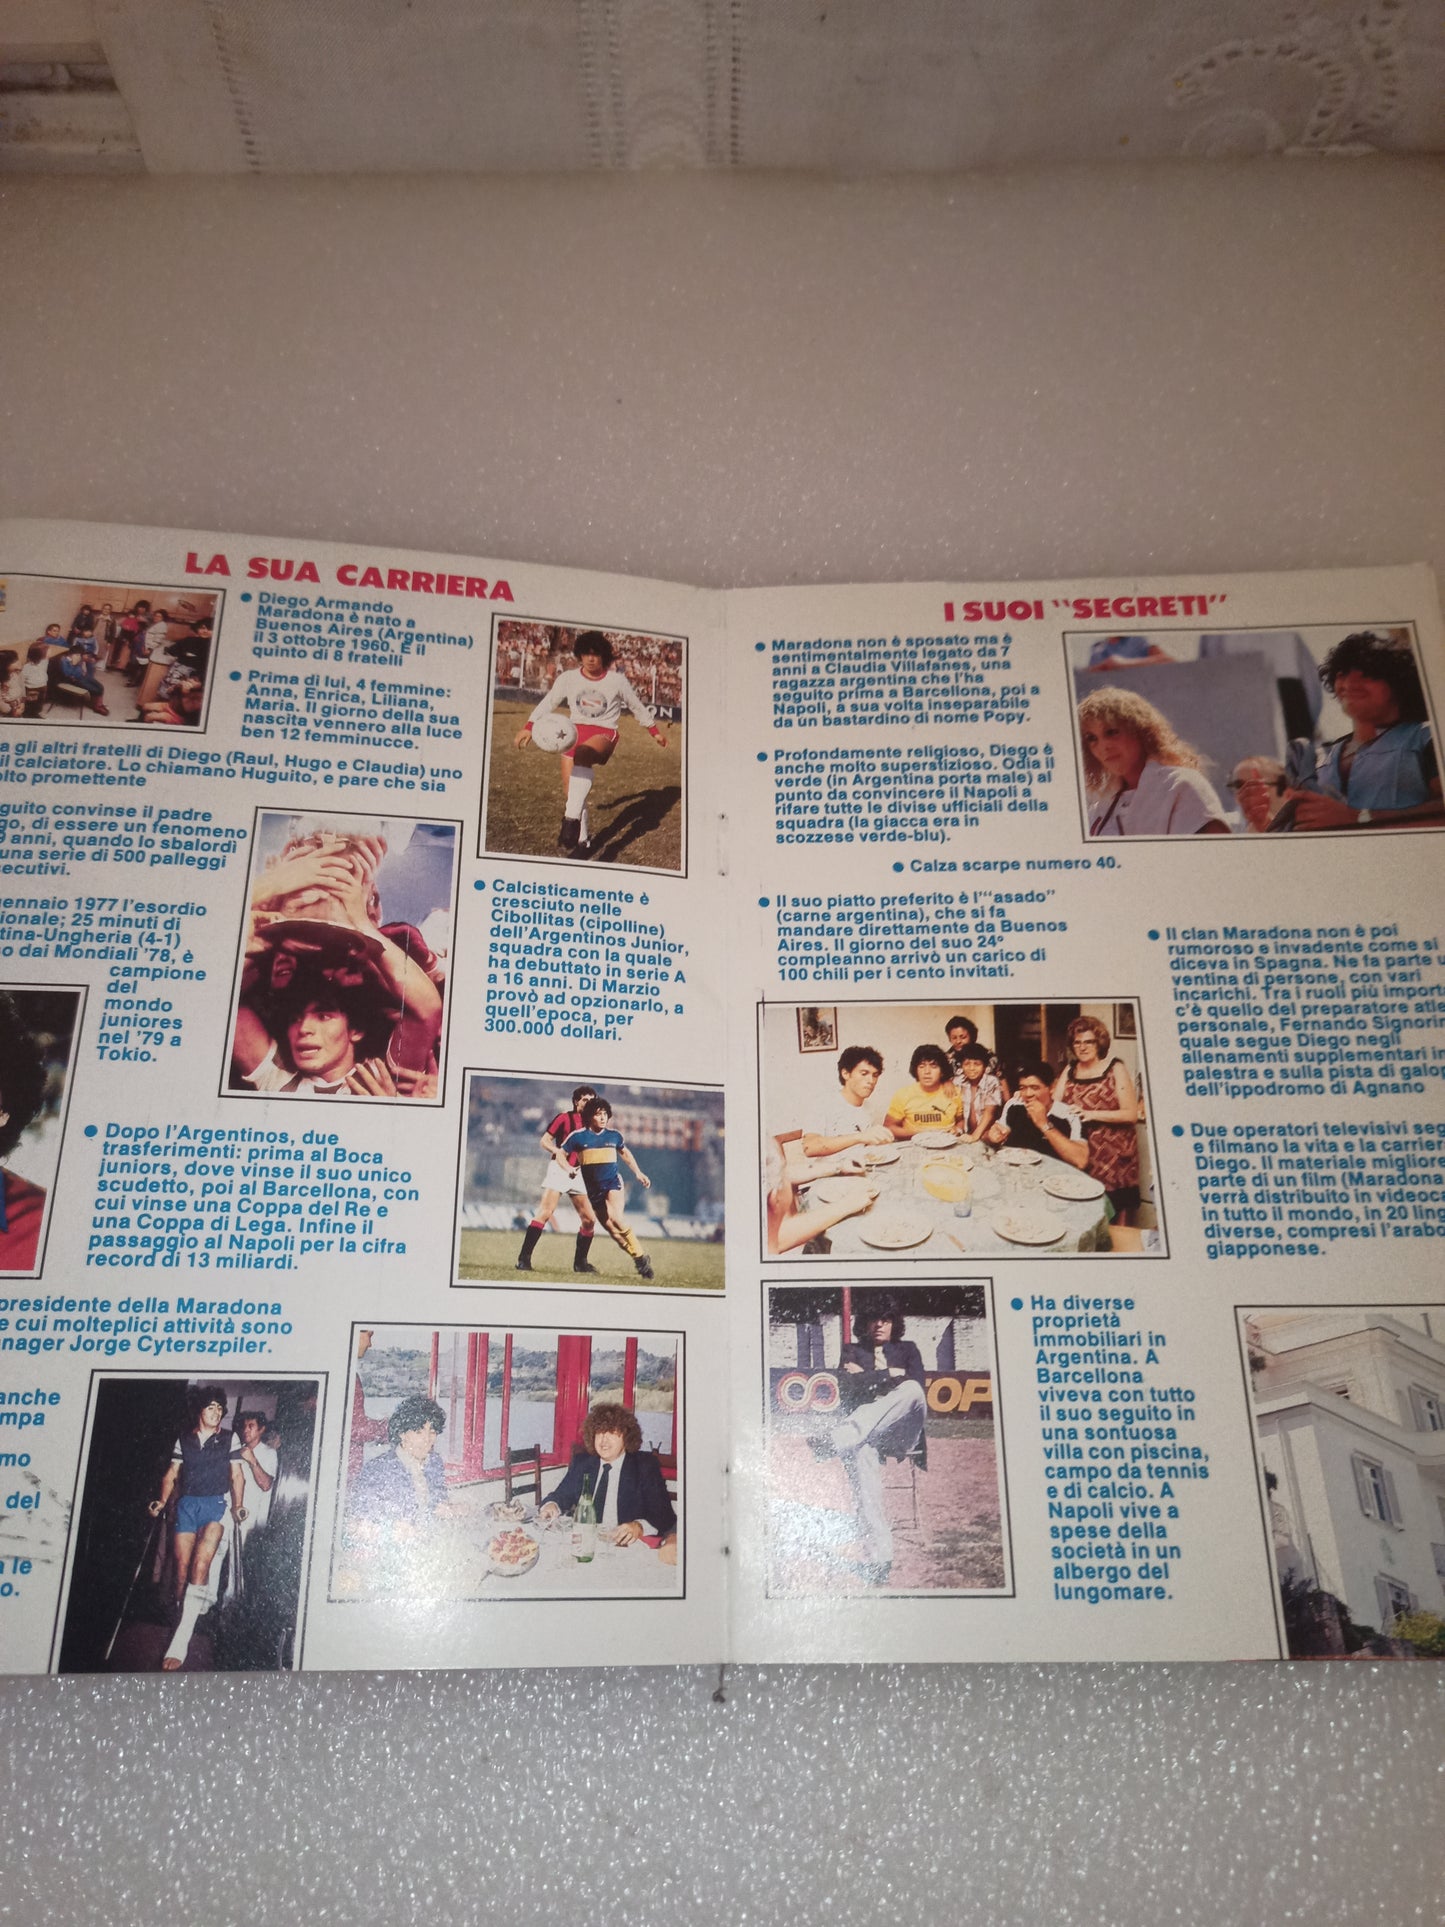 LA SUA CARRIERA
● Diego Armando
Maradona è nato a
Buenos Aires (Argentina)
il 3 ottobre 1960. È il
quinto di 8 fratelli
● Prima di lui, 4 femmine:
Anna, Enrica, Liliana,
Maria. Il giorno della sua
nascita vennero alla luce
ben 12 femminucce.
a gli altri fratelli di Diego (Raul, Hugo e Claudia) uno
il calciatore. Lo chiamano Huguito, e pare che sia
olto promettente
guito convinse il padre
go, di essere un fenomeno
9 anni, quando lo sbalordì
una serie di 500 palleggi
ecutivi.
gennaio 1977 l'esordio
ionale; 25 minuti di
tina-Ungheria (4-1)
o dai Mondiali '78, è
campione
del
mondo
juniores
nel '79 a
Tokio.
● Calcisticamente è
cresciuto nelle
Cibollitas (cipolline)
dell'Argentinos Junior,
squadra con la quale
ha debuttato in serie A
a 16 anni. Di Marzio
provò ad opzionarlo, a
quell'epoca, per
300.000 dollari.
● Dopo l'Argentinos, due
trasferimenti: prima al Boca
juniors, dove vinse il suo unico
scudetto, poi al Barcellona, con
cui vinse una Coppa del Re e
una Coppa di Lega. Infine il
passaggio al Napoli per la cifra
record di 13 miliardi.
presidente della Maradona
e cui molteplici attività sono
nager Jorge Cyterszpiler.
anche
mpa
mo
del
a le
o.
I SUOI "SEGRETI"
● Maradona non è sposato ma è
sentimentalmente legato da 7
anni a Claudia Villafanes, una
ragazza argentina che l'ha
seguito prima a Barcellona, poi a
Napoli, a sua volta inseparabile
da un bastardino di nome Popy.
● Profondamente religioso, Diego è
anche molto superstizioso. Odia il
verde (in Argentina porta male) al
punto da convincere il Napoli a
rifare tutte le divise ufficiali della
squadra (la giacca era in
scozzese verde-blu).
● Calza scarpe numero 40.
● Il suo piatto preferito è l'"asado"
(carne argentina), che si fa
mandare direttamente da Buenos
Aires. Il giorno del suo 24º
compleanno arrivò un carico di
100 chili per i cento invitati.
● Il clan Maradona non è poi
rumoroso e invadente come si
diceva in Spagna. Ne fa parte u
ventina di persone, con vari
incarichi. Tra i ruoli più importa
c'è quello del preparatore atle
personale, Fernando Signorin
quale segue Diego negli
allenamenti supplementari in
palestra e sulla pista di galop
dell'ippodromo di Agnano
PUMA
● Due operatori televisivi seg
e filmano la vita e la carrier
Diego. Il materiale migliore
parte di un film (Maradona
verrà distribuito in videoca
in tutto il mondo, in 20 ling
diverse, compresi l'arabo
giapponese.
TOP
● Ha diverse
proprietà
immobiliari in
Argentina. A
Barcellona
viveva con tutto
il suo seguito in
una sontuosa
villa con piscina,
campo da tennis
e di calcio. A
Napoli vive a
spese della
società in un
albergo del
lungomare.